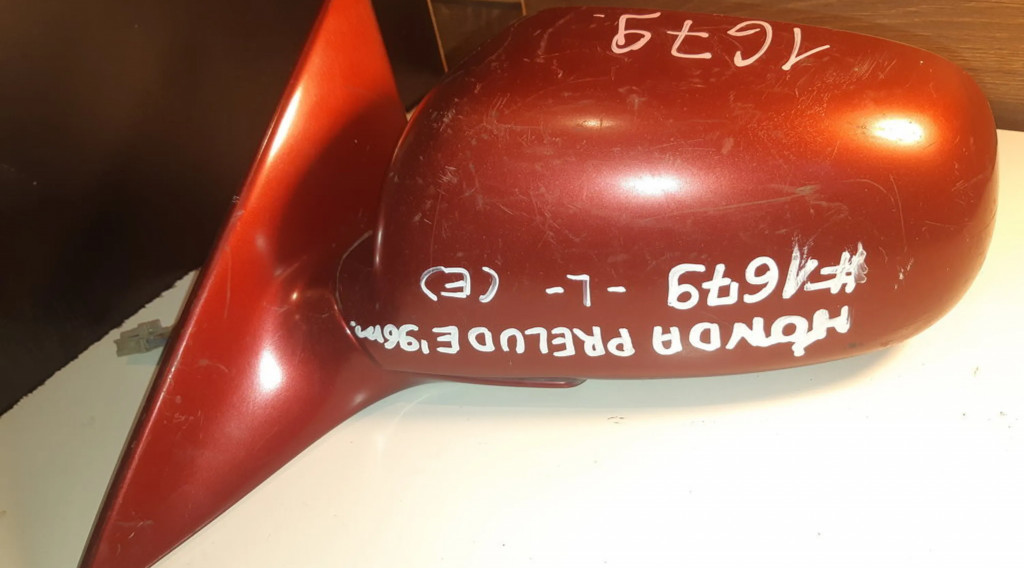 HONDA PRELUDE '96m.
#1679 -L- (E)
1679